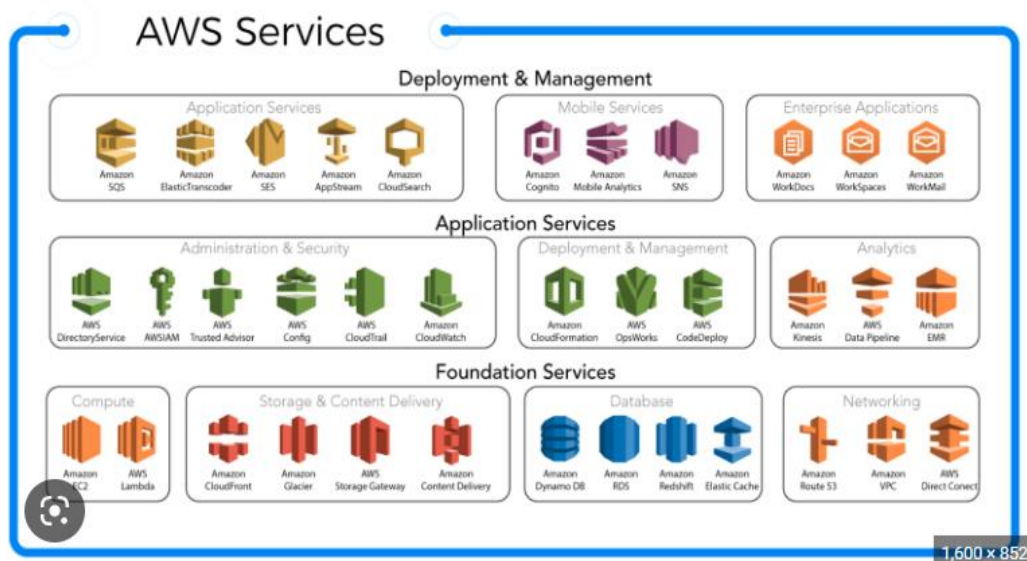 AWS Services
Deployment & Management
Application Services
Amazon SQS
Amazon ElasticTranscoder
Amazon SES
Amazon AppStream
Amazon CloudSearch
Mobile Services
Amazon Cognito
Amazon Mobile Analytics
Amazon SNS
Enterprise Applications
Amazon WorkDocs
Amazon WorkSpaces
Amazon WorkMail
Application Services
Administration & Security
AWS DirectoryService
AWS AWSIAM
AWS Trusted Advisor
AWS Config
AWS CloudTrail
Amazon CloudWatch
Deployment & Management
Amazon CloudFormation
AWS OpsWorks
AWS CodeDeploy
Analytics
Amazon Kinesis
AWS Data Pipeline
Amazon EMR
Foundation Services
Compute
Amazon EC2
AWS Lambda
Storage & Content Delivery
Amazon CloudFront
Amazon Glacier
AWS Storage Gateway
Amazon Content Delivery
Database
Amazon Dynamo DB
Amazon RDS
Amazon Redshift
Amazon Elastic Cache
Networking
Amazon Route 53
Amazon VPC
AWS Direct Conect
1,600 × 852